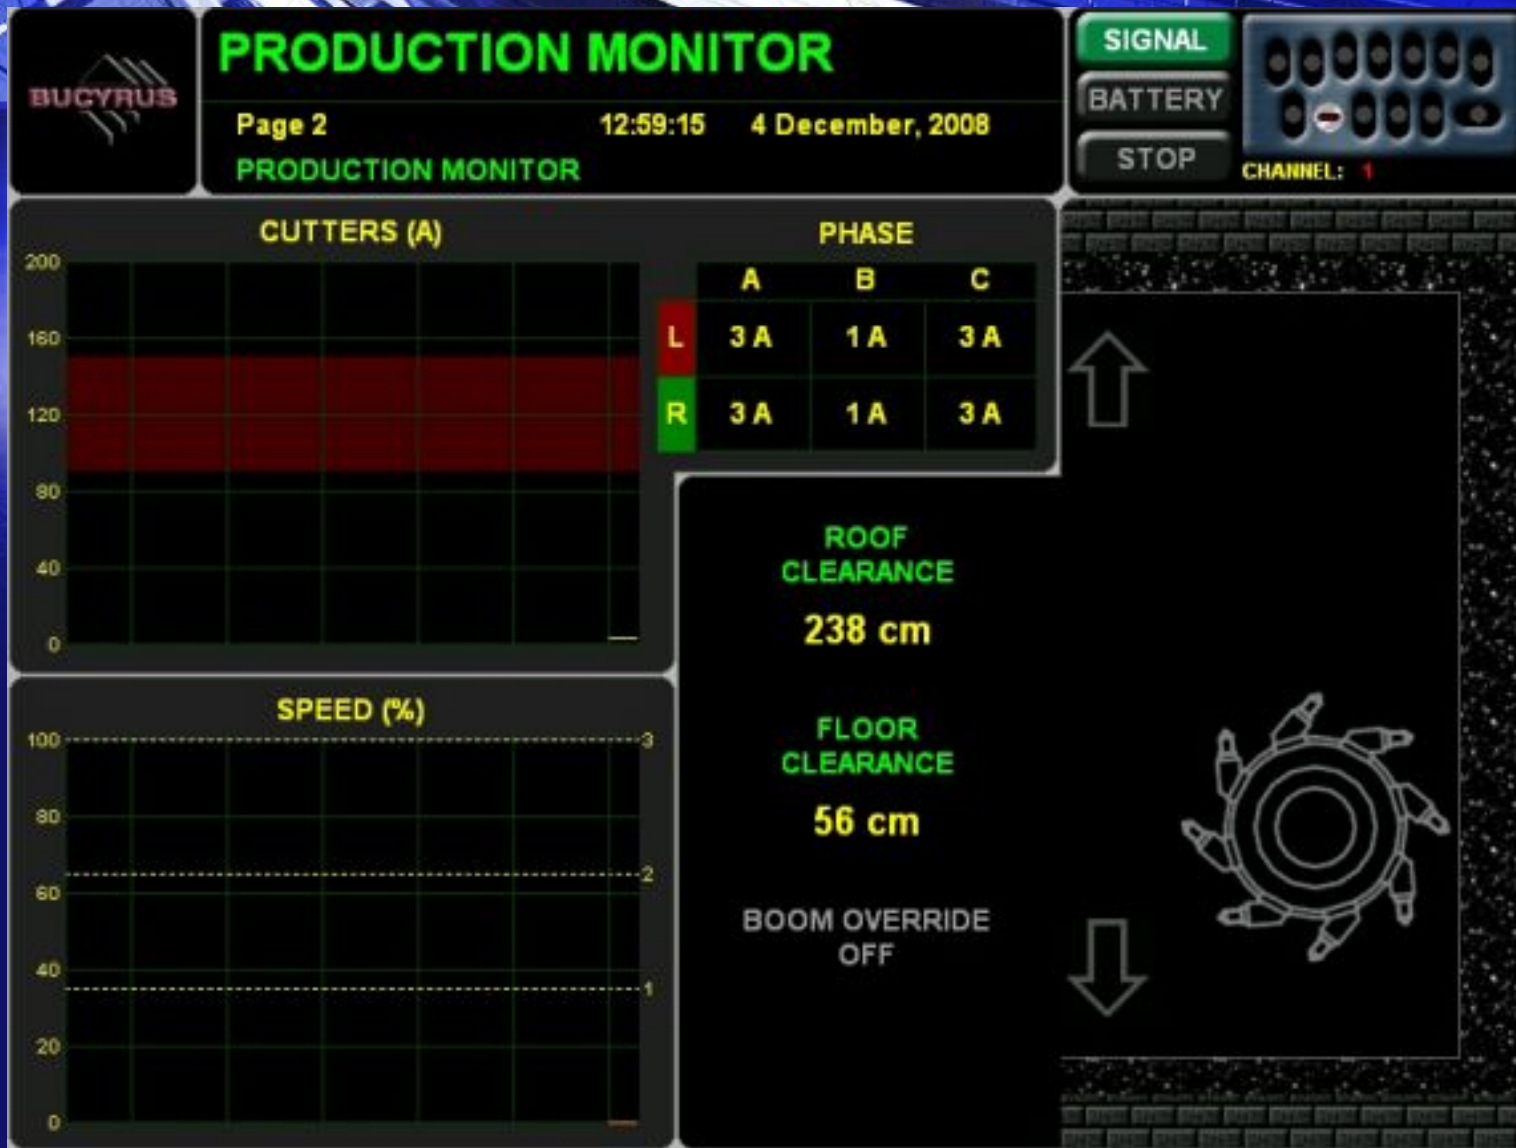 BUCYRUS
PRODUCTION MONITOR
Page 2 12:59:15 4 December, 2008
PRODUCTION MONITOR
SIGNAL
BATTERY
STOP
CHANNEL: 1
CUTTERS (A)
200
160
120
80
40
0
PHASE
A B C
L 3 A 1 A 3 A
R 3 A 1 A 3 A
ROOF
CLEARANCE
238 cm
FLOOR
CLEARANCE
56 cm
BOOM OVERRIDE
OFF
SPEED (%)
100 3
80
2
60
40
1
20
0